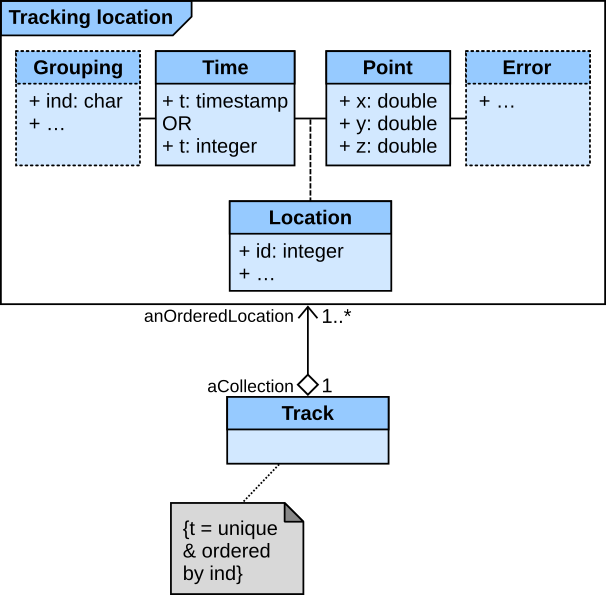 Tracking location
Grouping
+ ind: char
+ …
Time
+ t: timestamp
OR
+ t: integer
Point
+ x: double
+ y: double
+ z: double
Error
+ …
Location
+ id: integer
+ …
anOrderedLocation 1..*
aCollection 1
Track
{t = unique
& ordered
by ind}